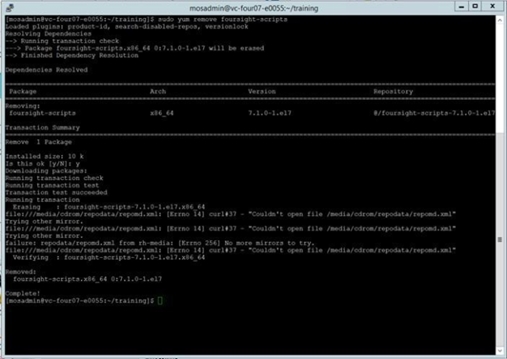 mosadmin@vc-four07-e0055:~/training
[mosadmin@vc-four07-e0055:~/training]$ sudo yum remove foursight-scripts
Loaded plugins: product-id, search-disabled-repos, versionlock
Resolving Dependencies
--> Running transaction check
---> Package foursight-scripts.x86_64 0:7.1.0-1.el7 will be erased
--> Finished Dependency Resolution
Dependencies Resolved
Package Arch Version Repository
Removing:
foursight-scripts x86_64 7.1.0-1.el7 @/foursight-scripts-7.1.0-1.el7
Transaction Summary
Remove 1 Package
Installed size: 10 k
Is this ok [y/N]: y
Downloading packages:
Running transaction check
Running transaction test
Transaction test succeeded
Running transaction
Erasing : foursight-scripts-7.1.0-1.el7.x86_64
file:///media/cdrom/repodata/repomd.xml: [Errno 14] curl#37 - "Couldn't open file /media/cdrom/repodata/repomd.xml"
Trying other mirror.
file:///media/cdrom/repodata/repomd.xml: [Errno 14] curl#37 - "Couldn't open file /media/cdrom/repodata/repomd.xml"
Trying other mirror.
failure: repodata/repomd.xml from rh-media: [Errno 256] No more mirrors to try.
file:///media/cdrom/repodata/repomd.xml: [Errno 14] curl#37 - "Couldn't open file /media/cdrom/repodata/repomd.xml"
Verifying : foursight-scripts-7.1.0-1.el7.x86_64
Removed:
foursight-scripts.x86_64 0:7.1.0-1.el7
Complete!
[mosadmin@vc-four07-e0055:~/training]$